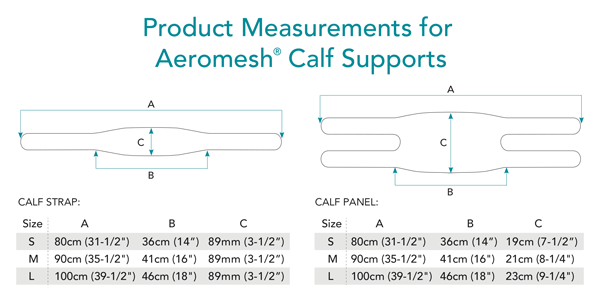 Product Measurements for
Aeromesh® Calf Supports
A
C
B
A
C
B
CALF STRAP:
Size A B C
S 80cm (31-1/2") 36cm (14”) 89mm (3-1/2”)
M 90cm (35-1/2") 41cm (16”) 89mm (3-1/2”)
L 100cm (39-1/2") 46cm (18") 89mm (3-1/2”)
CALF PANEL:
Size A B C
S 80cm (31-1/2") 36cm (14”) 19cm (7-1/2”)
M 90cm (35-1/2") 41cm (16”) 21cm (8-1/4”)
L 100cm (39-1/2") 46cm (18") 23cm (9-1/4”)